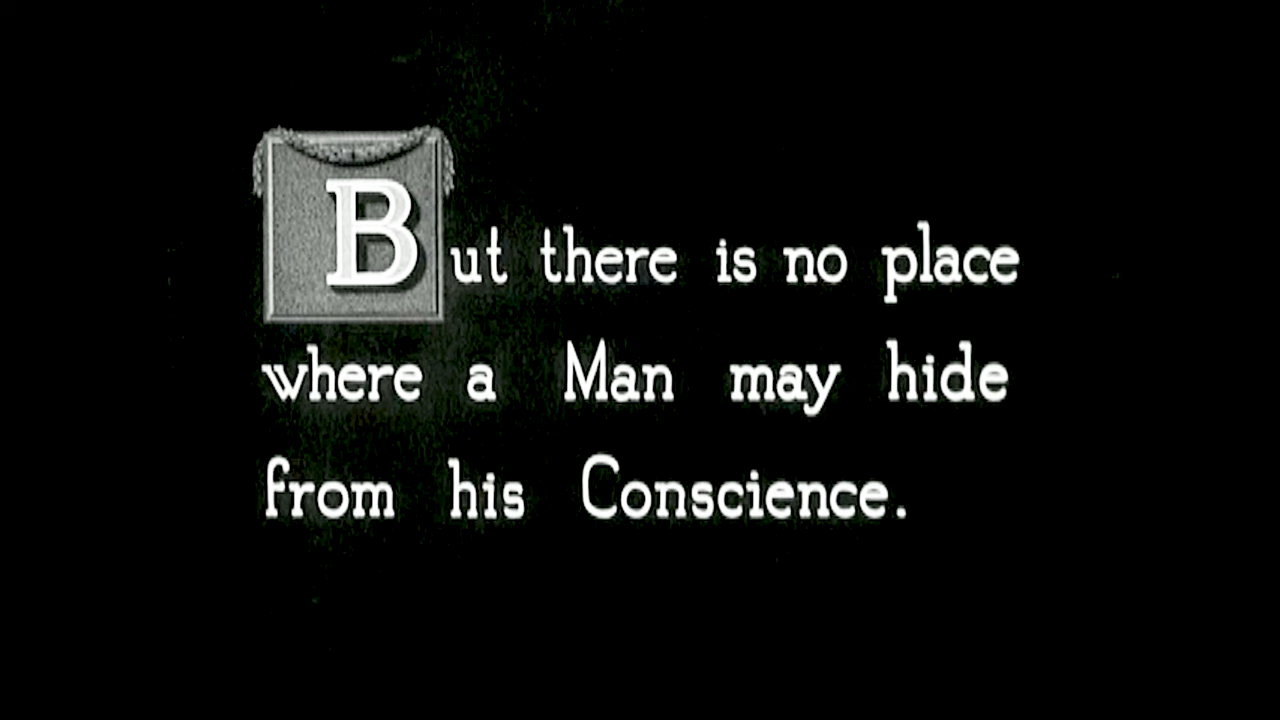 But there is no place
where a Man may hide
from his Conscience.